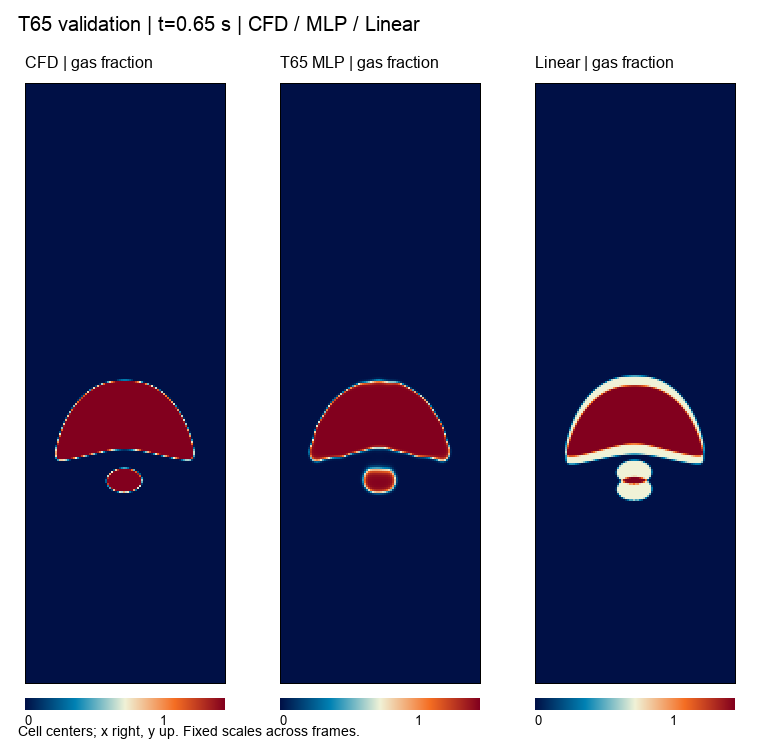 T65 validation | t=0.65 s | CFD / MLP / Linear
CFD | gas fraction
T65 MLP | gas fraction
Linear | gas fraction
0 1
0 1
0 1
Cell centers; x right, y up. Fixed scales across frames.